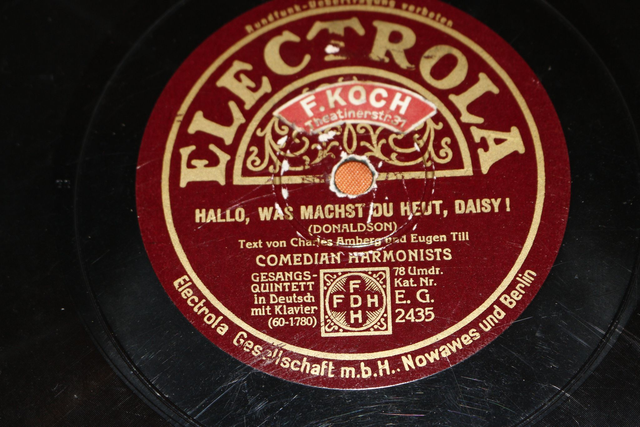 Rundfunk-Uebertragung verboten
ELECTROLA
F. KOCH
Theatinerstr. 31
HALLO, WAS MACHST DU HEUT, DAISY!
(DONALDSON)
Text von Charles Amberg und Eugen Till
COMEDIAN HARMONISTS
GESANGS-
QUINTETT
in Deutsch
mit Klavier
(60-1780)
F
F D H
H
78 Umdr.
Kat. Nr.
E. G.
2435
Electrola Gesellschaft m.b.H., Nowawes und Berlin